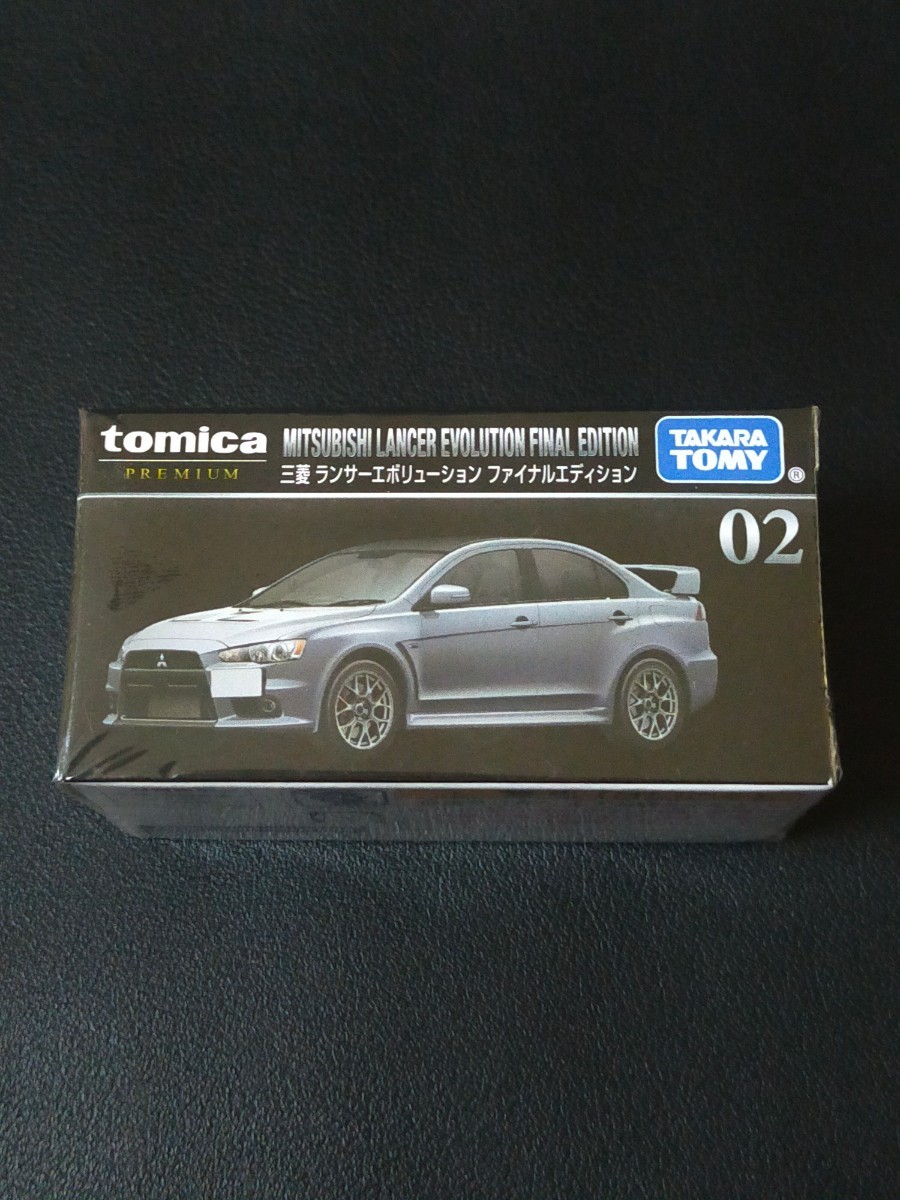 tomica
PREMIUM
MITSUBISHI LANCER EVOLUTION FINAL EDITION
三菱 ランサーエボリューション ファイナルエディション
TAKARA
TOMY
®
02